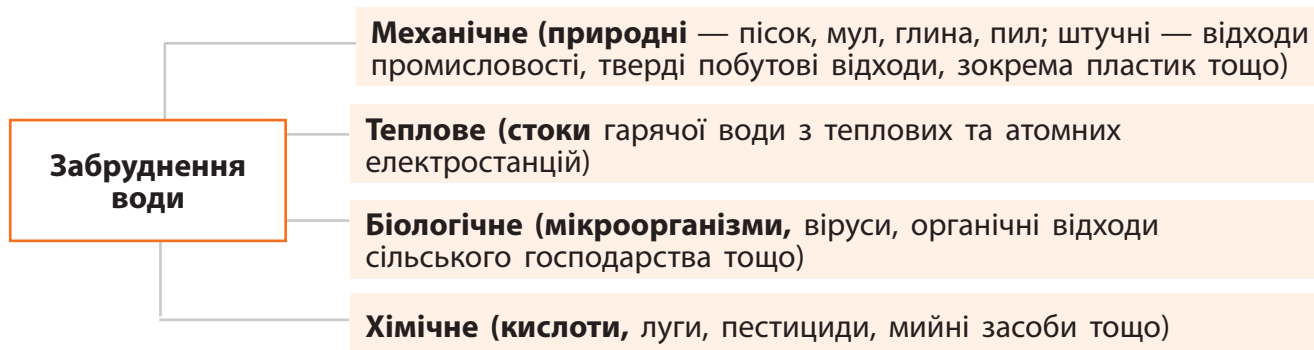 Механічне (природні — пісок, мул, глина, пил; штучні — відходи
промисловості, тверді побутові відходи, зокрема пластик тощо)
Забруднення
води
Теплове (стоки гарячої води з теплових та атомних
електростанцій)
Біологічне (мікроорганізми, віруси, органічні відходи
сільського господарства тощо)
Хімічне (кислоти, луги, пестициди, мийні засоби тощо)